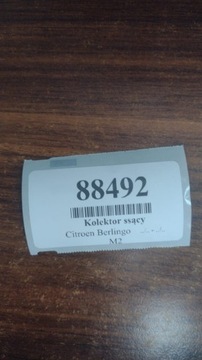 88492
Kolektor ssący
Citroen Berlingo
M2